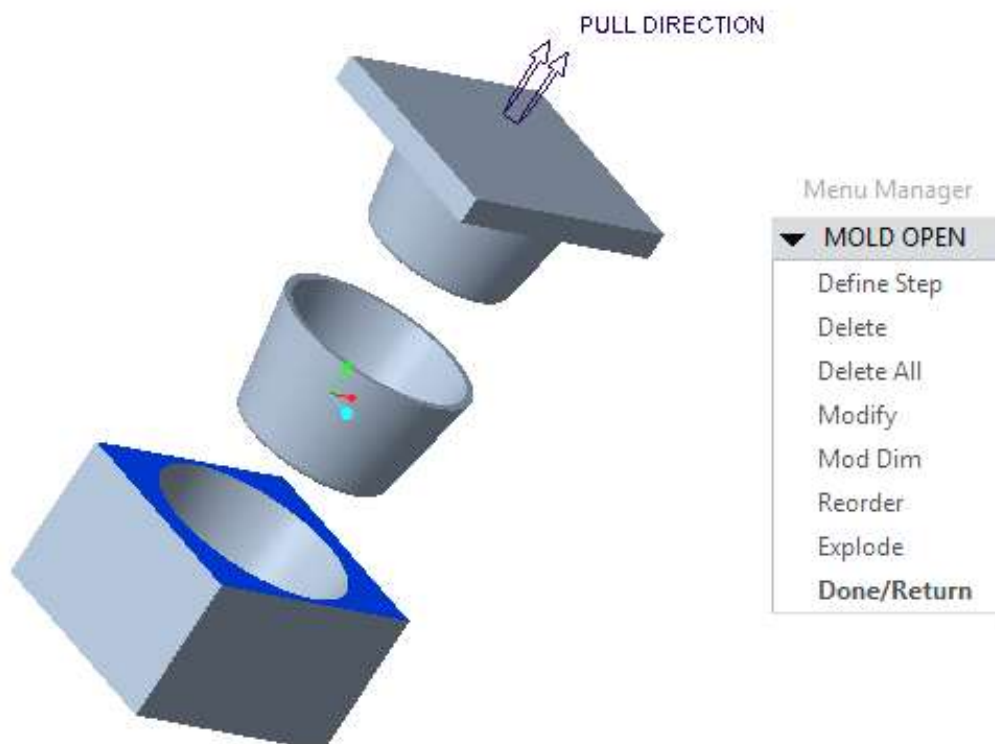 PULL DIRECTION
Menu Manager
MOLD OPEN
Define Step
Delete
Delete All
Modify
Mod Dim
Reorder
Explode
Done/Return